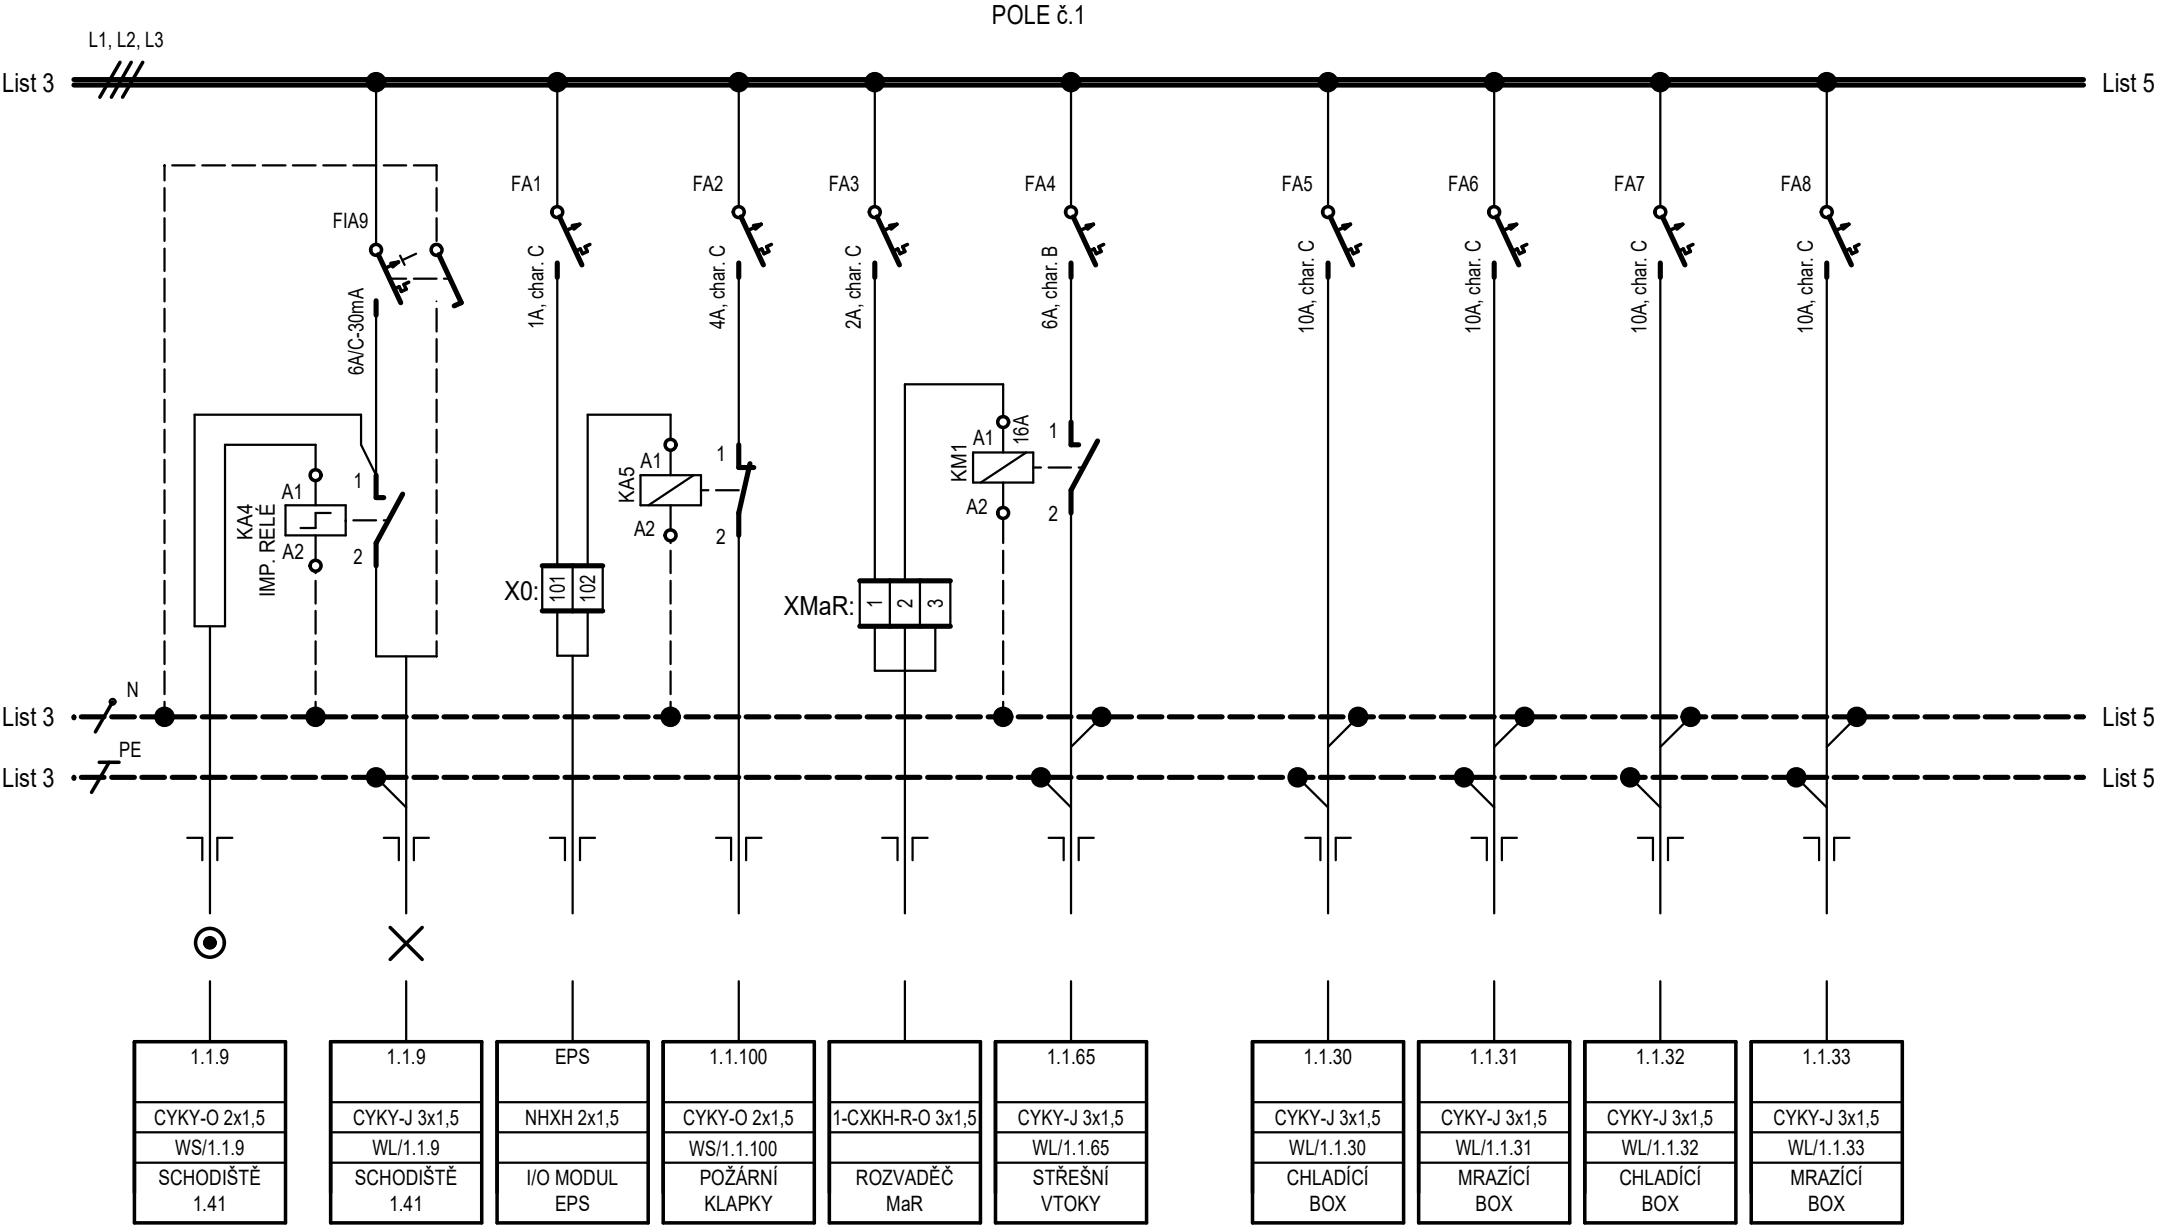 POLE č.1
L1, L2, L3
List 3
List 5
FIA9
6A/C-30mA
FA1
1A, char. C
FA2
4A, char. C
FA3
2A, char. C
FA4
6A, char. B
FA5
10A, char. C
FA6
10A, char. C
FA7
10A, char. C
FA8
10A, char. C
KA4
IMP. RELÉ
A1
A2
1
2
KA5
A1
A2
1
2
KM1
A1
16A
A2
1
2
X0:
101
102
XMaR:
1
2
3
N
List 3
List 5
PE
List 3
List 5
1.1.9
CYKY-O 2x1,5
WS/1.1.9
SCHODIŠTĚ
1.41
1.1.9
CYKY-J 3x1,5
WL/1.1.9
SCHODIŠTĚ
1.41
EPS
NHXH 2x1,5
I/O MODUL
EPS
1.1.100
CYKY-O 2x1,5
WS/1.1.100
POŽÁRNÍ
KLAPKY
1-CXKH-R-O 3x1,5
ROZVADĚČ
MaR
1.1.65
CYKY-J 3x1,5
WL/1.1.65
STŘEŠNÍ
VTOKY
1.1.30
CYKY-J 3x1,5
WL/1.1.30
CHLADÍCÍ
BOX
1.1.31
CYKY-J 3x1,5
WL/1.1.31
MRAZÍCÍ
BOX
1.1.32
CYKY-J 3x1,5
WL/1.1.32
CHLADÍCÍ
BOX
1.1.33
CYKY-J 3x1,5
WL/1.1.33
MRAZÍCÍ
BOX